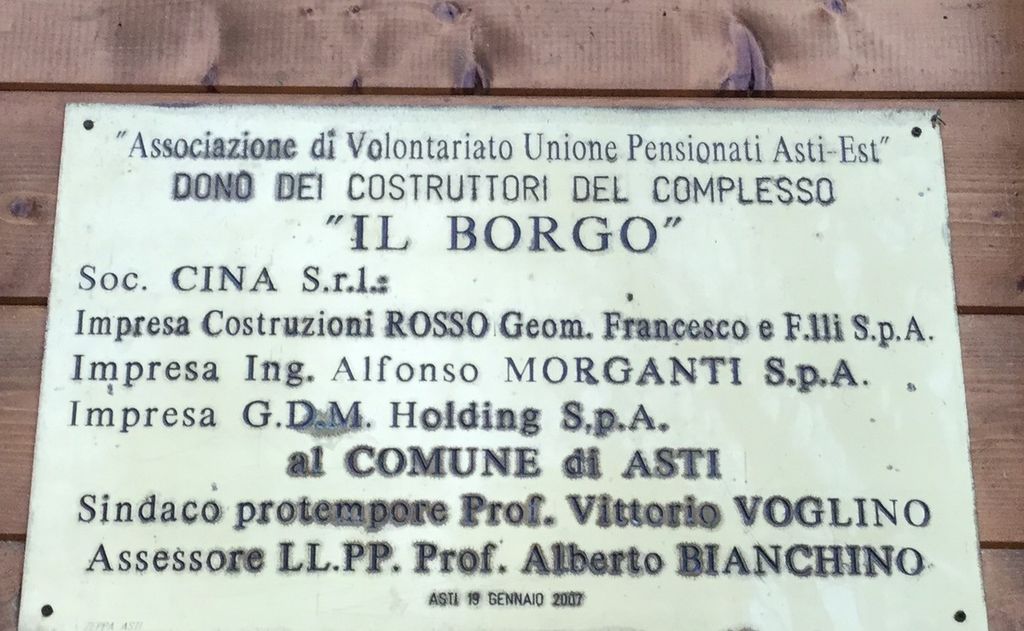 "Associazione di Volontariato Unione Pensionati Asti-Est"
DONO DEI COSTRUTTORI DEL COMPLESSO
"IL BORGO"
Soc. CINA S.r.l.:
Impresa Costruzioni ROSSO Geom. Francesco e F.lli S.p.A.
Impresa Ing. Alfonso MORGANTI S.p.A.
Impresa G.D.M. Holding S.p.A.
al COMUNE di ASTI
Sindaco protempore Prof. Vittorio VOGLINO
Assessore LL.PP. Prof. Alberto BIANCHINO
ASTI 19 GENNAIO 2007